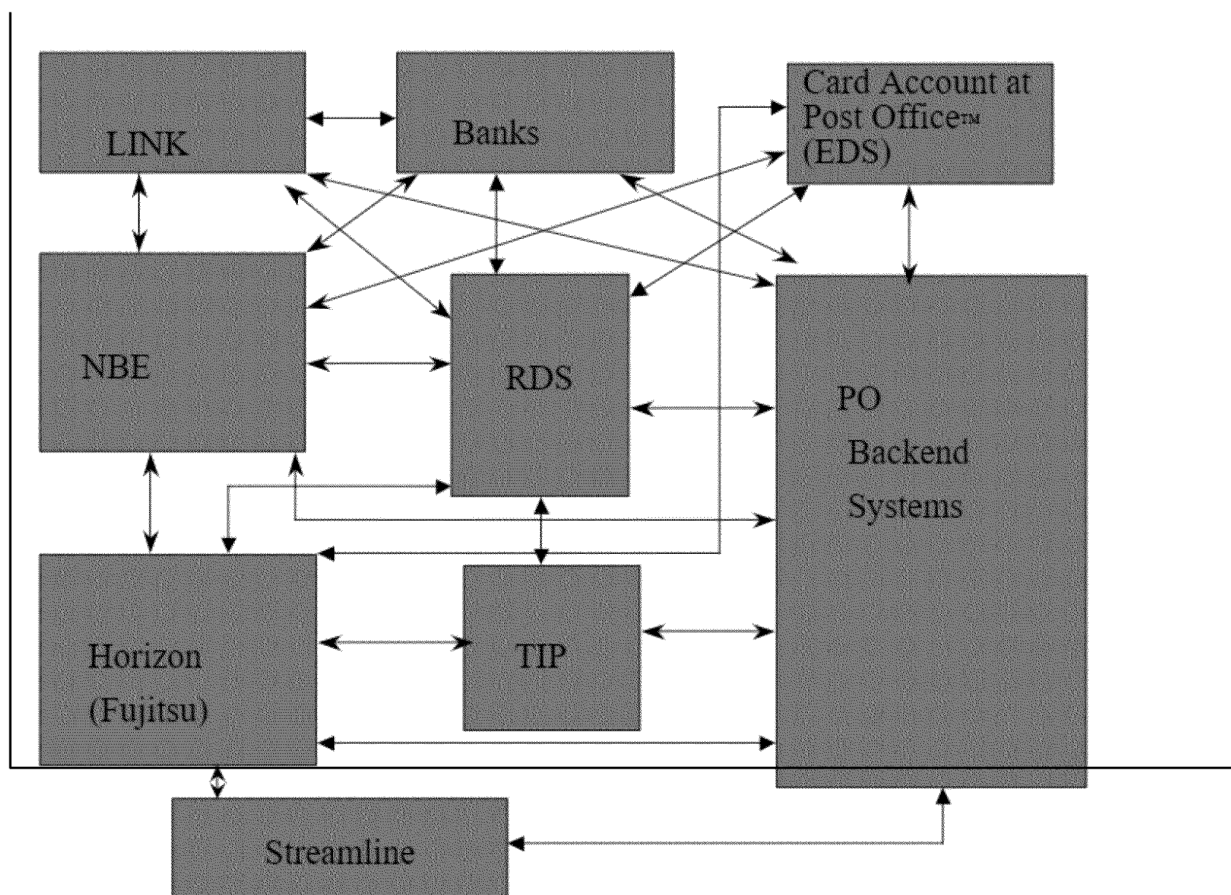 LINK
Banks
Card Account at
Post Office™
(EDS)
NBE
RDS
PO
Backend
Systems
Horizon
(Fujitsu)
TIP
Streamline